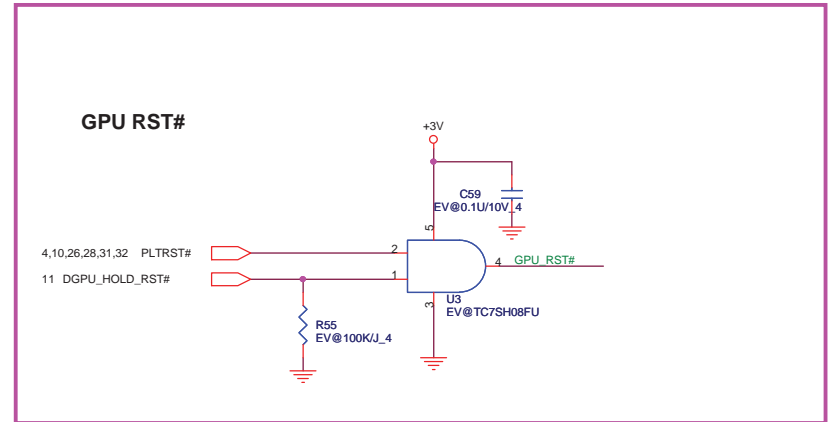 GPU RST#
+3V
C59
EV@0.1U/10V_4
5
4,10,26,28,31,32 PLTRST#
2
11 DGPU_HOLD_RST#
1
4 GPU_RST#
U3
EV@TC7SH08FU
3
R55
EV@100K/J_4